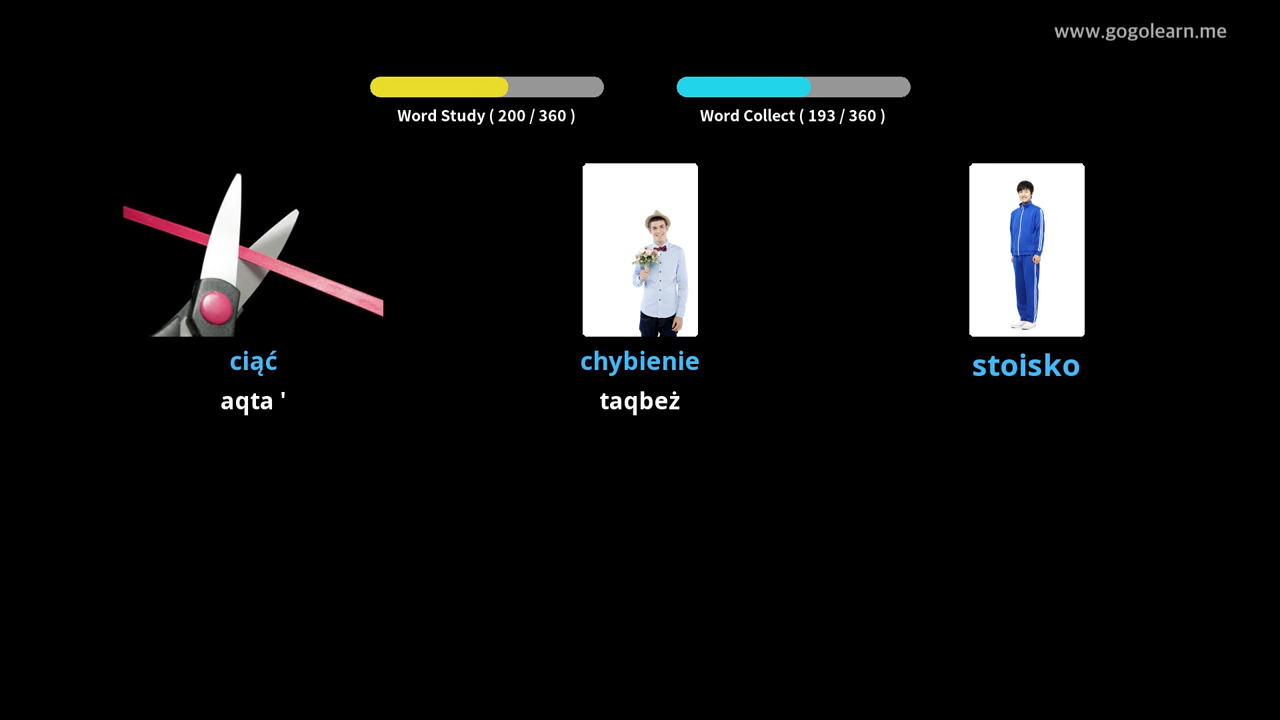 www.gogolearn.me
Word Study ( 200 / 360 )
Word Collect ( 193 / 360 )
ciąć
chybienie
stoisko
aqta '
taqbeż